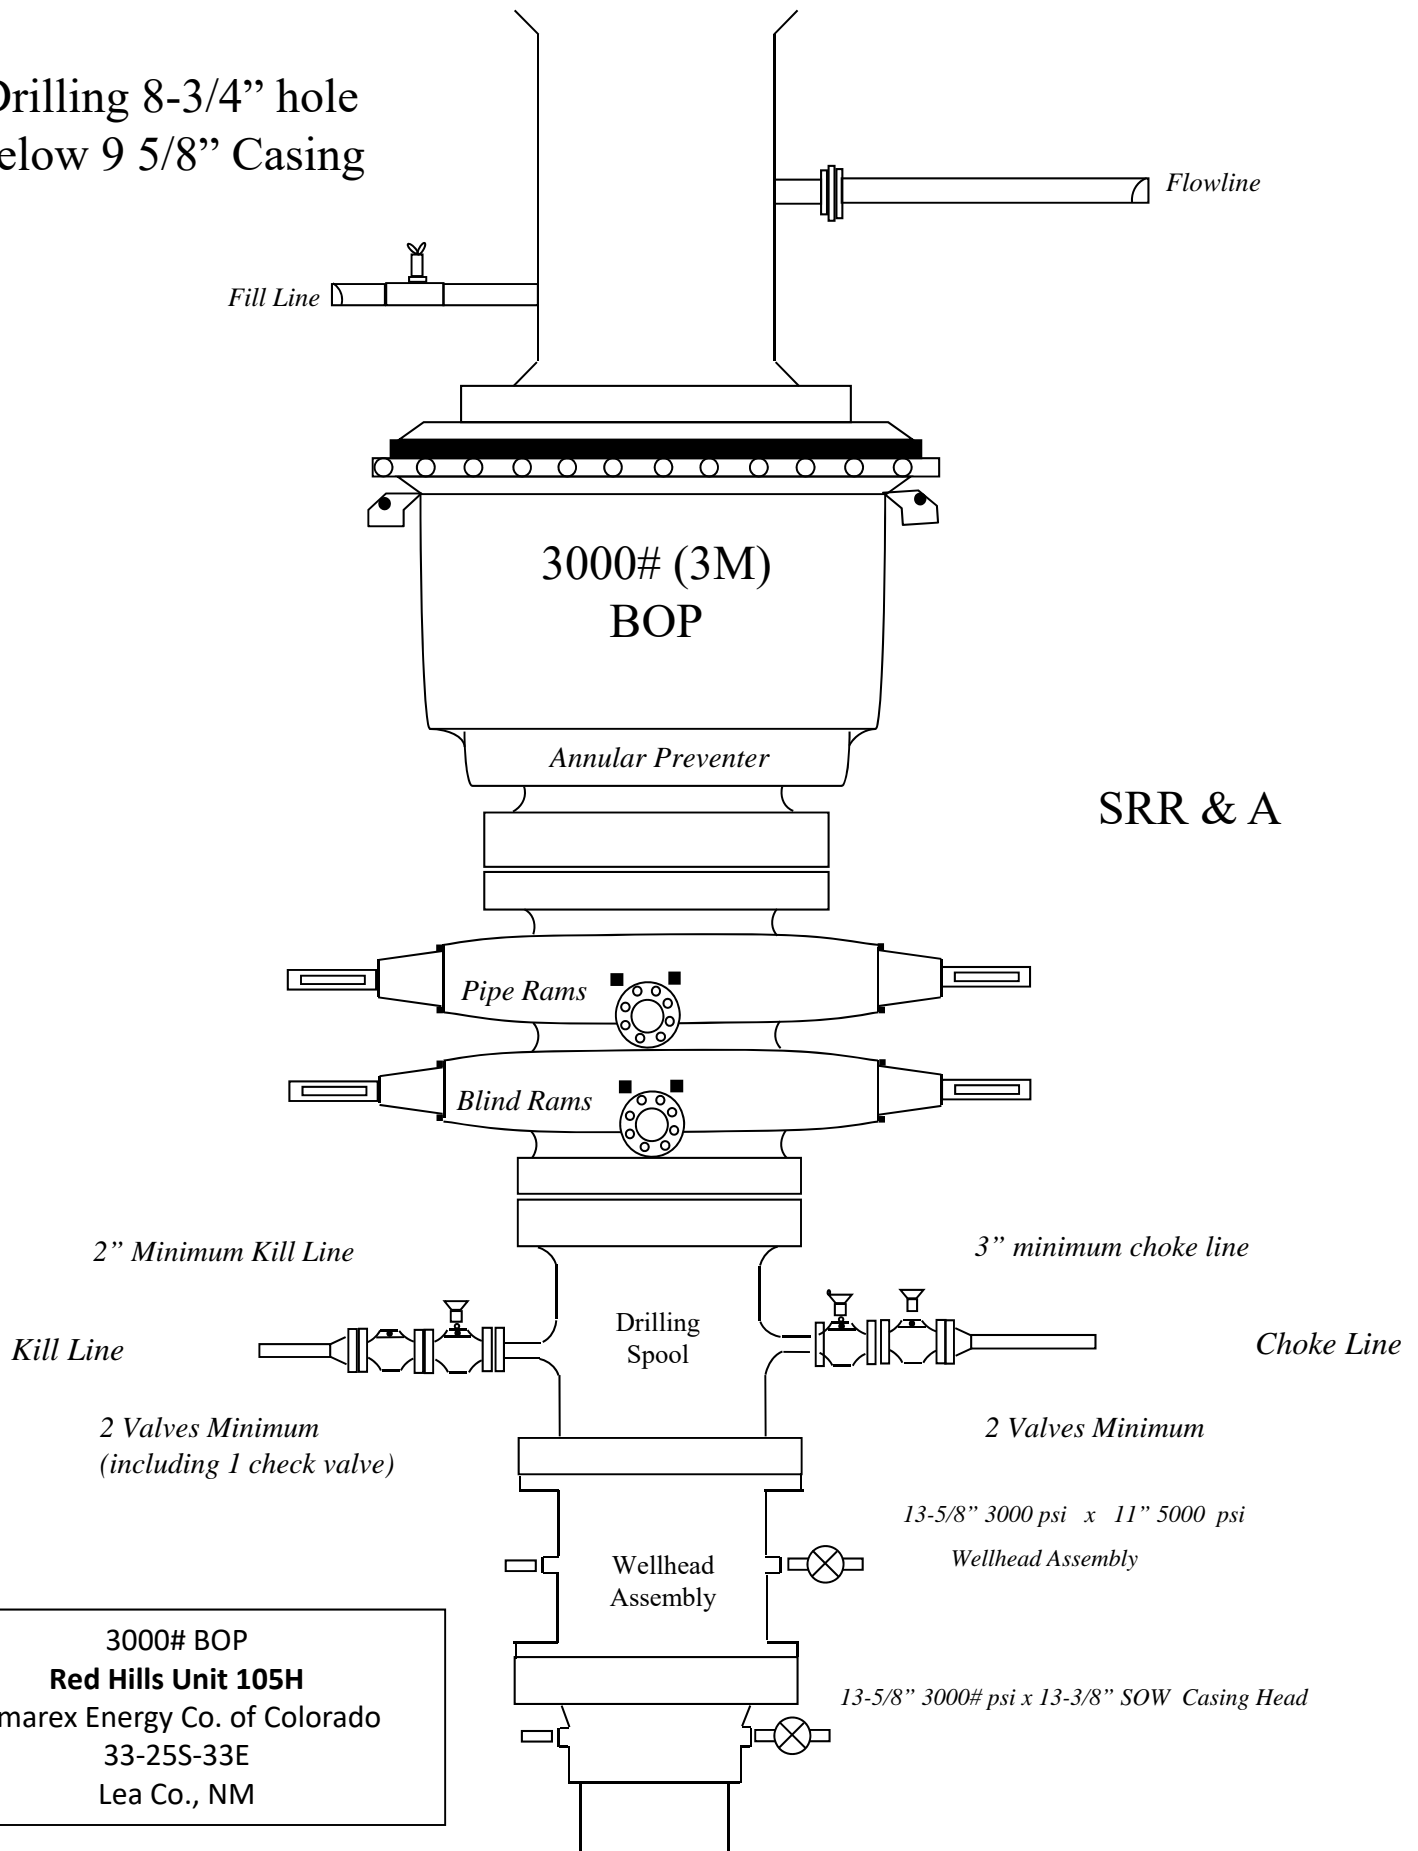 Drilling 8-3/4” hole
elow 9 5/8” Casing
Flowline
Fill Line
3000# (3M)
BOP
Annular Preventer
SRR & A
Pipe Rams
Blind Rams
2” Minimum Kill Line
3” minimum choke line
Drilling
Spool
Kill Line
Choke Line
2 Valves Minimum
(including 1 check valve)
2 Valves Minimum
13-5/8” 3000 psi x 11” 5000 psi
Wellhead Assembly
Wellhead
Assembly
3000# BOP
Red Hills Unit 105H
marex Energy Co. of Colorado
33-25S-33E
Lea Co., NM
13-5/8” 3000# psi x 13-3/8” SOW Casing Head